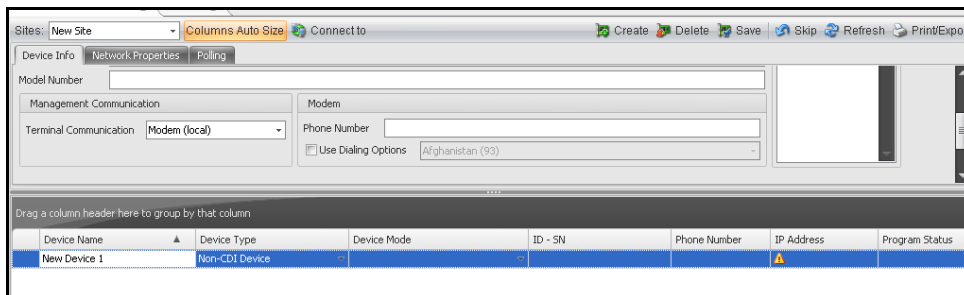 Sites: New Site Columns Auto Size Connect to Create Delete Save Skip Refresh Print/Expo
Device Info Network Properties Polling
Model Number
Management Communication Modem
Terminal Communication Modem (local) Phone Number
Use Dialing Options Afghanistan (93)
Drag a column header here to group by that column
Device Name Device Type Device Mode ID - SN Phone Number IP Address Program Status
New Device 1 Non-CDI Device